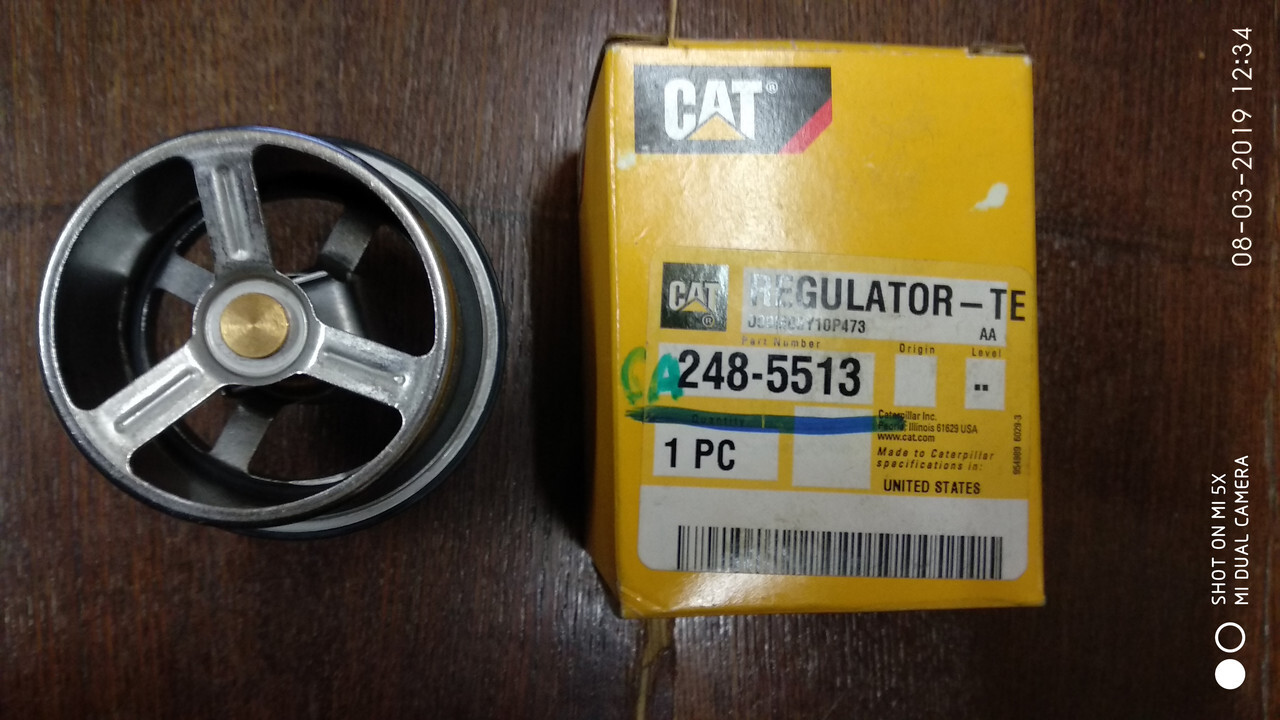 CAT®
CAT®
REGULATOR-TE
AA
Part Number
Origin
Level
CA
248-5513
--
Quantity
1 PC
Caterpillar Inc.
Peoria, Illinois 61629 USA
www.cat.com
Made to Caterpillar
specifications in:
UNITED STATES
08-03-2019 12:34
SHOT ON MI 5X
MI DUAL CAMERA